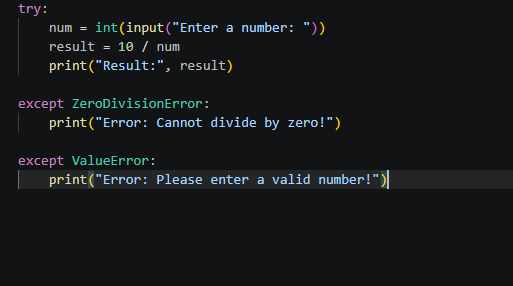 try:
    num = int(input("Enter a number: "))
    result = 10 / num
    print("Result:", result)
except ZeroDivisionError:
    print("Error: Cannot divide by zero!")
except ValueError:
    print("Error: Please enter a valid number!")